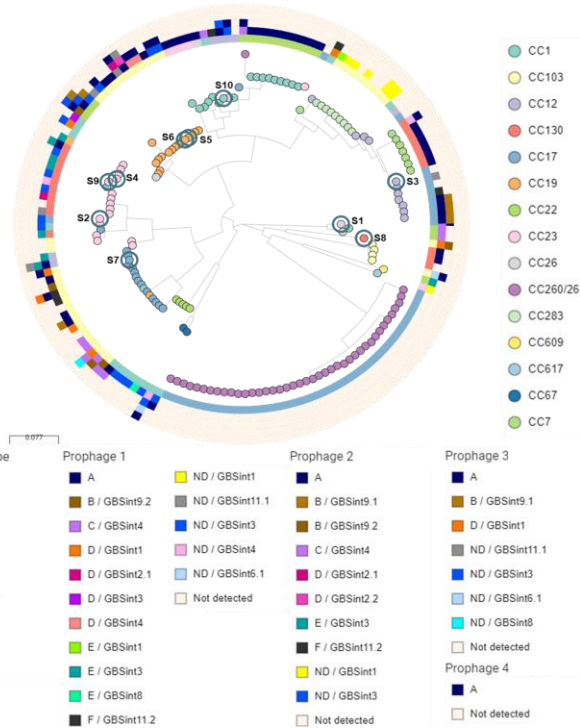 S10
S6
S5
S9
S4
S3
S2
S1
S8
S7
0.077
CC1
CC103
CC12
CC130
CC17
CC19
CC22
CC23
CC26
CC260/26
CC283
CC609
CC617
CC67
CC7
pe
Prophage 1
A
B / GBSint9.2
C / GBSint4
D / GBSint1
D / GBSint2.1
D / GBSint3
D / GBSint4
E / GBSint1
E / GBSint3
E / GBSint8
F / GBSint11.2
ND / GBSint1
ND / GBSint11.1
ND / GBSint3
ND / GBSint4
ND / GBSint6.1
Not detected
Prophage 2
A
B / GBSint9.1
B / GBSint9.2
C / GBSint4
D / GBSint2.1
D / GBSint2.2
E / GBSint3
F / GBSint11.2
ND / GBSint1
ND / GBSint3
Not detected
Prophage 3
A
B / GBSint9.1
D / GBSint1
ND / GBSint11.1
ND / GBSint3
ND / GBSint6.1
ND / GBSint8
Not detected
Prophage 4
A
Not detected